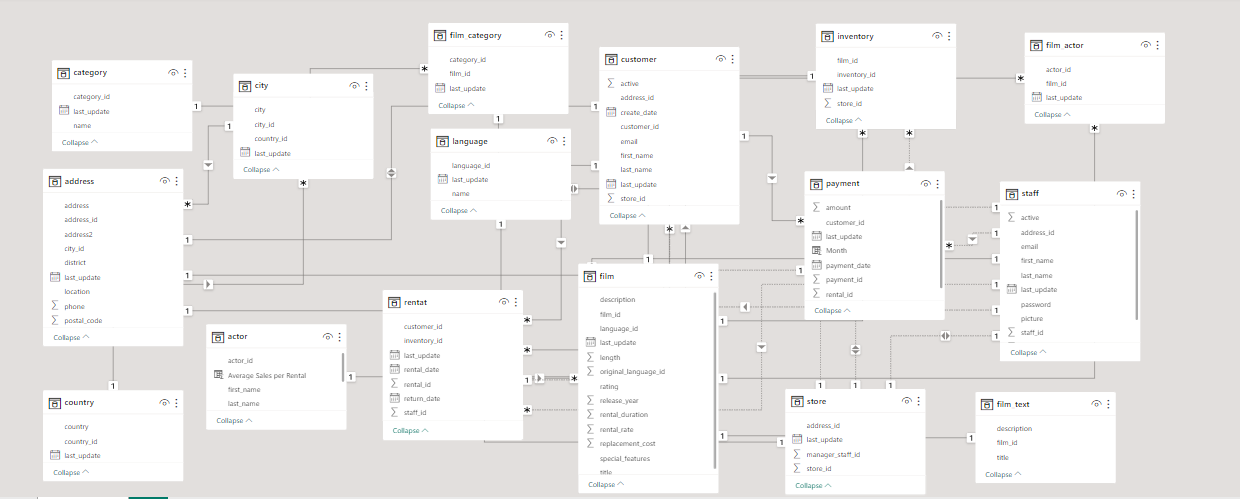 category
category_id
last_update
name
Collapse
city
city
city_id
country_id
last_update
Collapse
film_category
category_id
film_id
last_update
Collapse
customer
active
address_id
create_date
customer_id
email
first_name
last_name
last_update
store_id
Collapse
inventory
film_id
inventory_id
last_update
store_id
Collapse
film_actor
actor_id
film_id
last_update
Collapse
language
language_id
last_update
name
Collapse
address
address
address_id
address2
city_id
district
last_update
location
phone
postal_code
Collapse
payment
amount
customer_id
last_update
Month
payment_date
payment_id
rental_id
Collapse
staff
active
address_id
email
first_name
last_name
last_update
password
picture
staff_id
Collapse
film
description
film_id
language_id
last_update
length
original_language_id
rating
release_year
rental_duration
rental_rate
replacement_cost
special_features
title
Collapse
rentat
customer_id
inventory_id
last_update
rental_date
rental_id
return_date
staff_id
Collapse
actor
actor_id
Average Sales per Rental
first_name
last_name
Collapse
country
country
country_id
last_update
Collapse
store
address_id
last_update
manager_staff_id
store_id
Collapse
film_text
description
film_id
title
Collapse